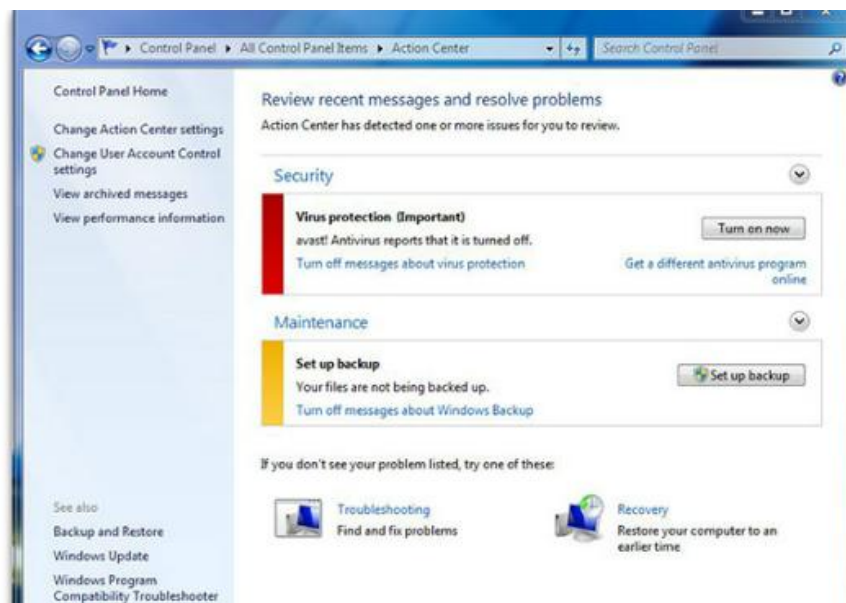 Control Panel ▸ All Control Panel Items ▸ Action Center
Search Control Panel
Control Panel Home
Change Action Center settings
Change User Account Control
settings
View archived messages
View performance information
See also
Backup and Restore
Windows Update
Windows Program
Compatibility Troubleshooter
Review recent messages and resolve problems
Action Center has detected one or more issues for you to review.
Security
Virus protection (Important)
avast! Antivirus reports that it is turned off.
Turn off messages about virus protection
Turn on now
Get a different antivirus program
online
Maintenance
Set up backup
Your files are not being backed up.
Turn off messages about Windows Backup
Set up backup
If you don't see your problem listed, try one of these:
Troubleshooting
Find and fix problems
Recovery
Restore your computer to an
earlier time